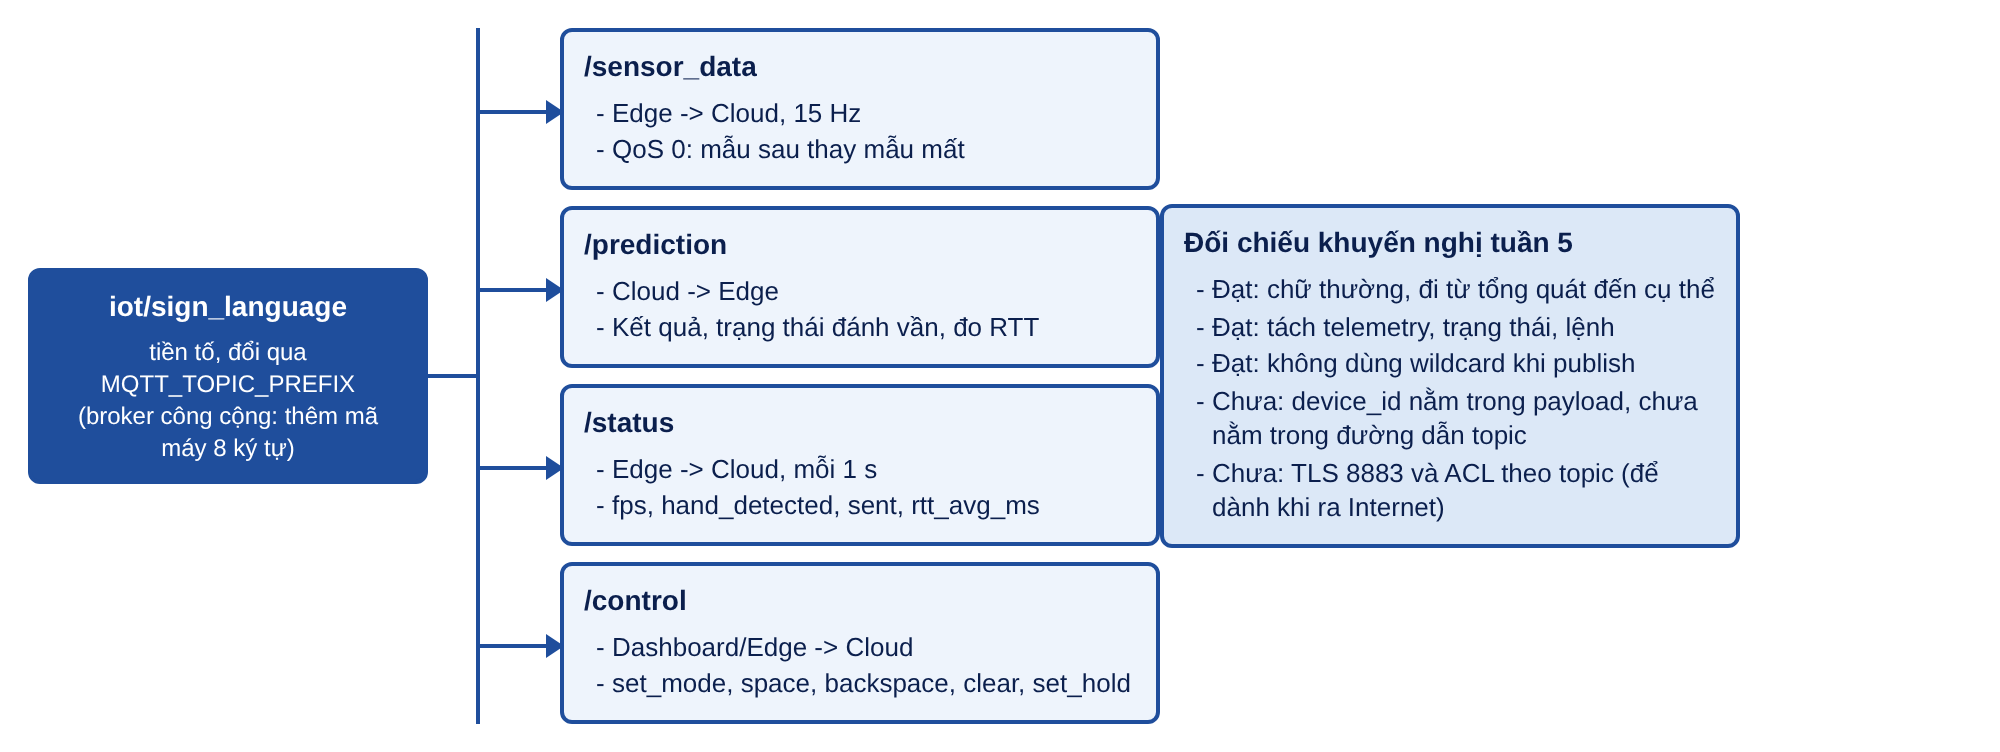 iot/sign_language
tiền tố, đổi qua
MQTT_TOPIC_PREFIX
(broker công cộng: thêm mã
máy 8 ký tự)
/sensor_data
- Edge -> Cloud, 15 Hz
- QoS 0: mẫu sau thay mẫu mất
/prediction
- Cloud -> Edge
- Kết quả, trạng thái đánh vần, đo RTT
/status
- Edge -> Cloud, mỗi 1 s
- fps, hand_detected, sent, rtt_avg_ms
/control
- Dashboard/Edge -> Cloud
- set_mode, space, backspace, clear, set_hold
Đối chiếu khuyến nghị tuần 5
- Đạt: chữ thường, đi từ tổng quát đến cụ thể
- Đạt: tách telemetry, trạng thái, lệnh
- Đạt: không dùng wildcard khi publish
- Chưa: device_id nằm trong payload, chưa
nằm trong đường dẫn topic
- Chưa: TLS 8883 và ACL theo topic (để
dành khi ra Internet)